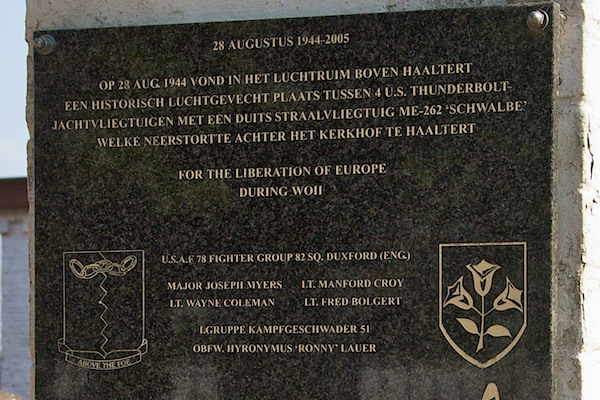 28 AUGUSTUS 1944-2005
OP 28 AUG. 1944 VOND IN HET LUCHTRUIM BOVEN HAALTERT
EEN HISTORISCH LUCHTGEVECHT PLAATS TUSSEN 4 U.S. THUNDERBOLT-
JACHTVLIEGTUIGEN MET EEN DUITS STRAALVLIEGTUIG ME-262 'SCHWALBE'
WELKE NEERSTORTTE ACHTER HET KERKHOF TE HAALTERT
FOR THE LIBERATION OF EUROPE
DURING WOII
U.S.A.F 78 FIGHTER GROUP 82 SQ. DUXFORD (ENG.)
MAJOR JOSEPH MYERS LT. MANFORD CROY
LT. WAYNE COLEMAN LT. FRED BOLGERT
I.GRUPPE KAMPFGESCHWADER 51
OBFW. HYRONYMUS 'RONNY' LAUER
ABOVE THE FOE